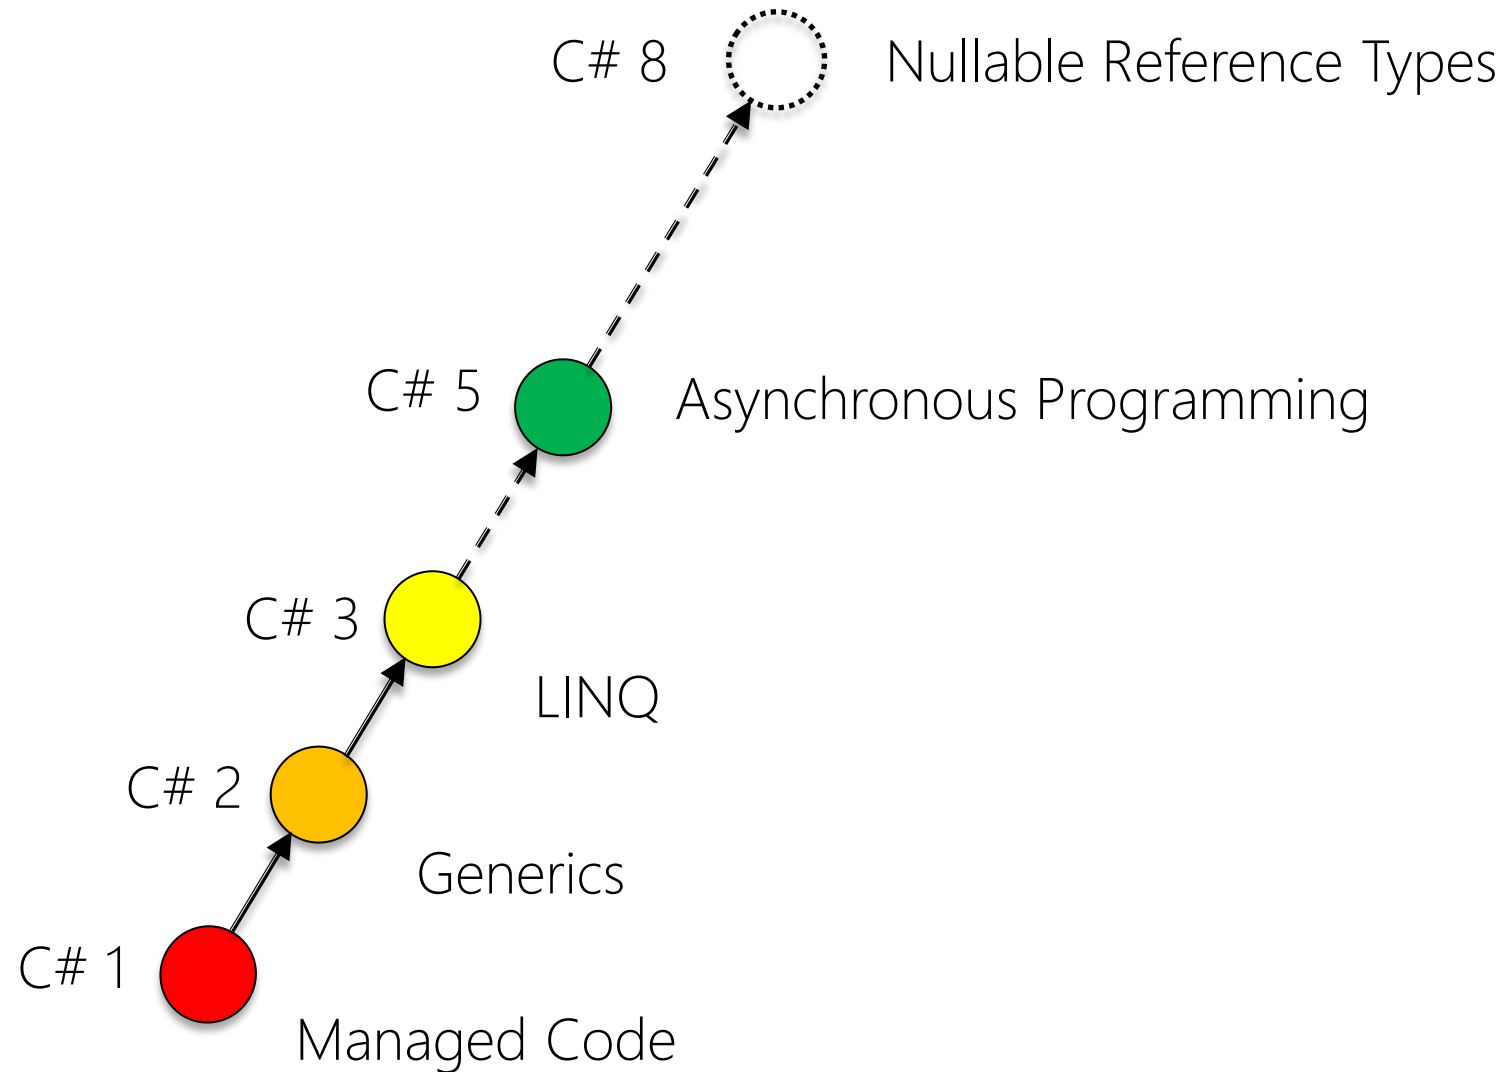 C# 8
Nullable Reference Types
C# 5
Asynchronous Programming
C# 3
LINQ
C# 2
Generics
C# 1
Managed Code